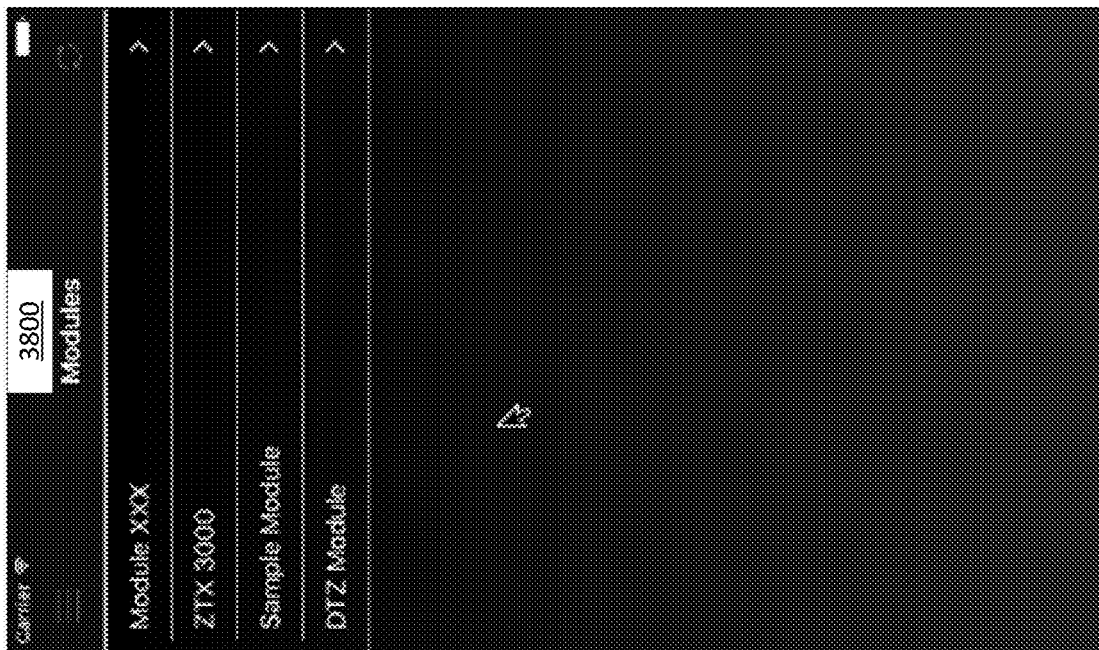 Carrier
3800
Modules
Module XXX
ZTX 3000
Sample Module
DTZ Module